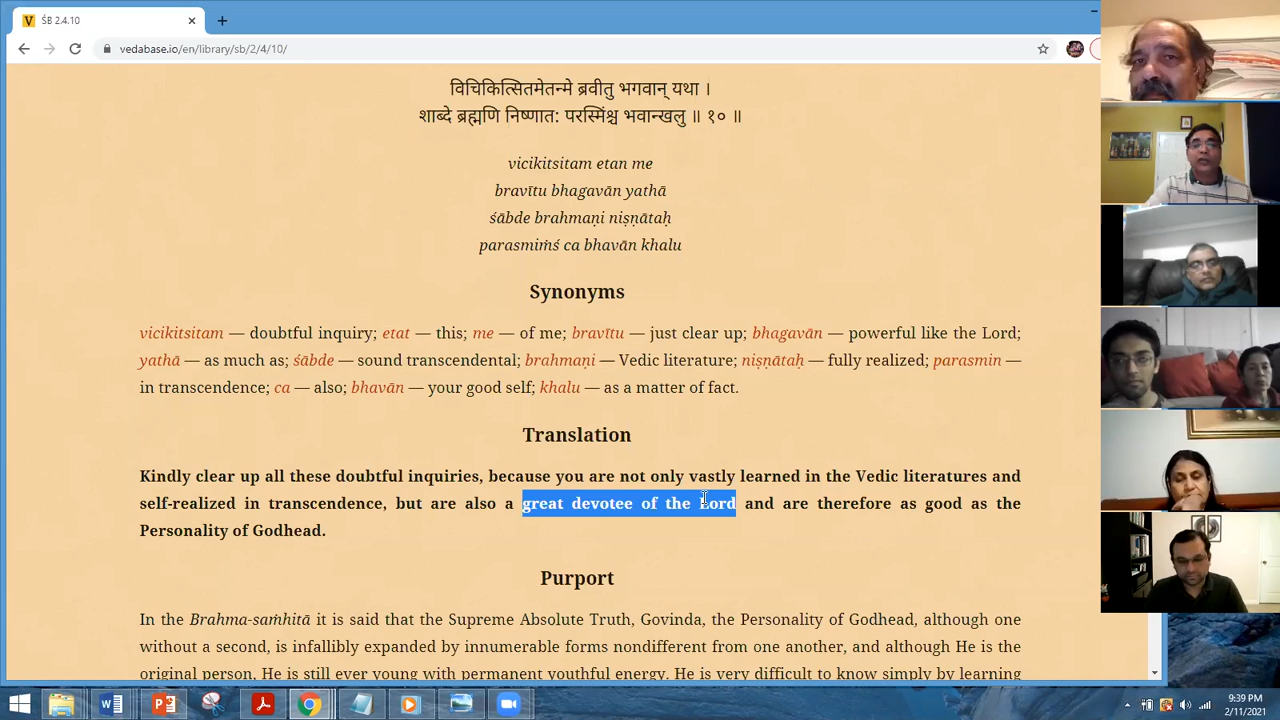 ŚB 2.4.10
vedabase.io/en/library/sb/2/4/10/
विचिकित्सितमेतन्मे ब्रवीतु भगवान् यथा ।
शाब्दे ब्रह्मणि निष्णात: परस्मिंश्च भवान्खलु ॥ १० ॥
vicikitsitam etan me
bravītu bhagavān yathā
śābde brahmaṇi niṣṇātaḥ
parasmiṁś ca bhavān khalu
Synonyms
vicikitsitam — doubtful inquiry; etat — this; me — of me; bravītu — just clear up; bhagavān — powerful like the Lord;
yathā — as much as; śābde — sound transcendental; brahmaṇi — Vedic literature; niṣṇātaḥ — fully realized; parasmin —
in transcendence; ca — also; bhavān — your good self; khalu — as a matter of fact.
Translation
Kindly clear up all these doubtful inquiries, because you are not only vastly learned in the Vedic literatures and
self-realized in transcendence, but are also a great devotee of the Lord and are therefore as good as the
Personality of Godhead.
Purport
In the Brahma-saṁhitā it is said that the Supreme Absolute Truth, Govinda, the Personality of Godhead, although one
without a second, is infallibly expanded by innumerable forms nondifferent from one another, and although He is the
original person, He is still ever young with permanent youthful energy. He is very difficult to know simply by learning
9:39 PM
2/11/2021